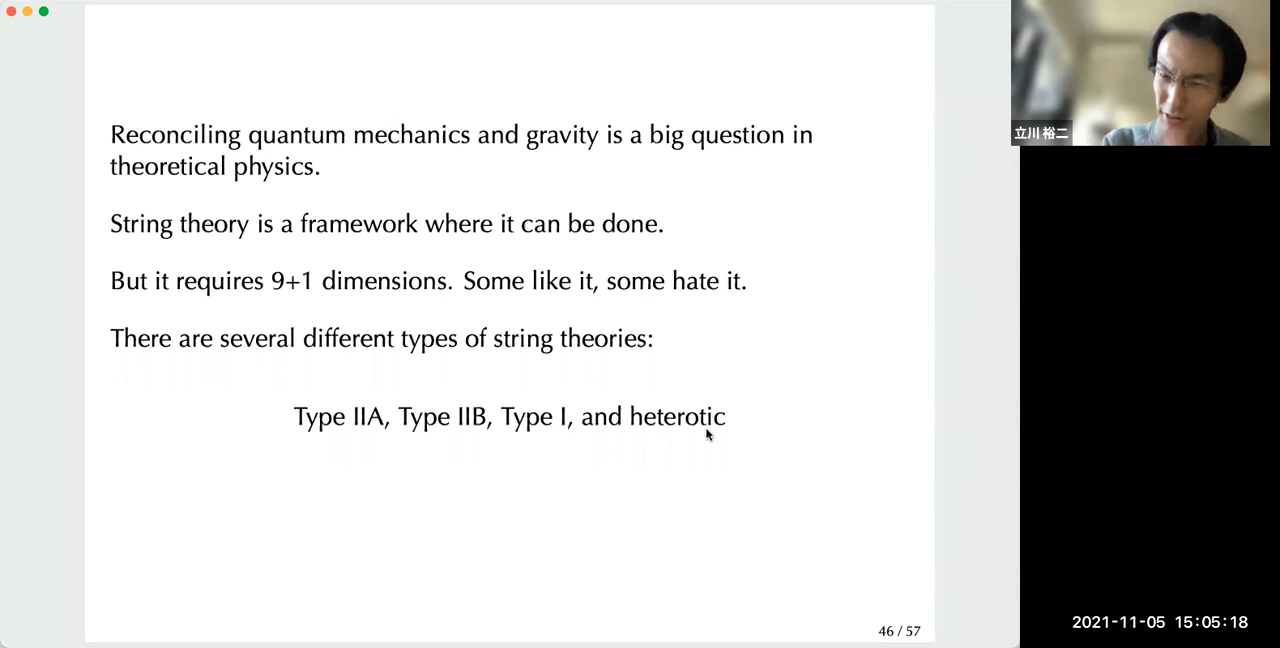 Reconciling quantum mechanics and gravity is a big question in
theoretical physics.
String theory is a framework where it can be done.
But it requires 9+1 dimensions. Some like it, some hate it.
There are several different types of string theories:
Type IIA, Type IIB, Type I, and heterotic
46 / 57
立川 裕二
2021-11-05 15:05:18